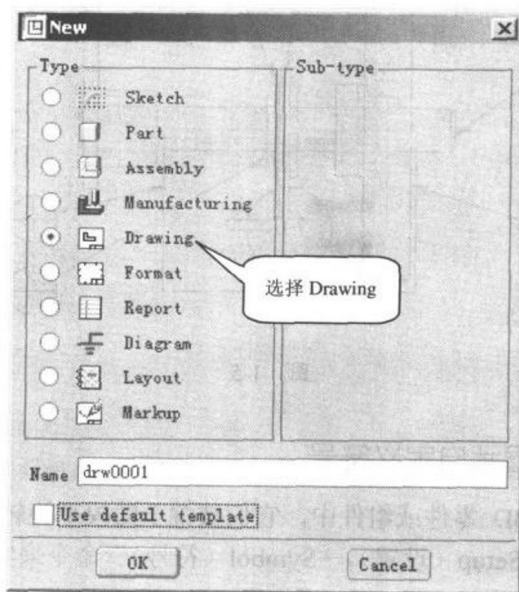 New
Type
Sub-type
Sketch
Part
Assembly
Manufacturing
Drawing
选择 Drawing
Format
Report
Diagram
Layout
Markup
Name drw0001
Use default template
OK
Cancel